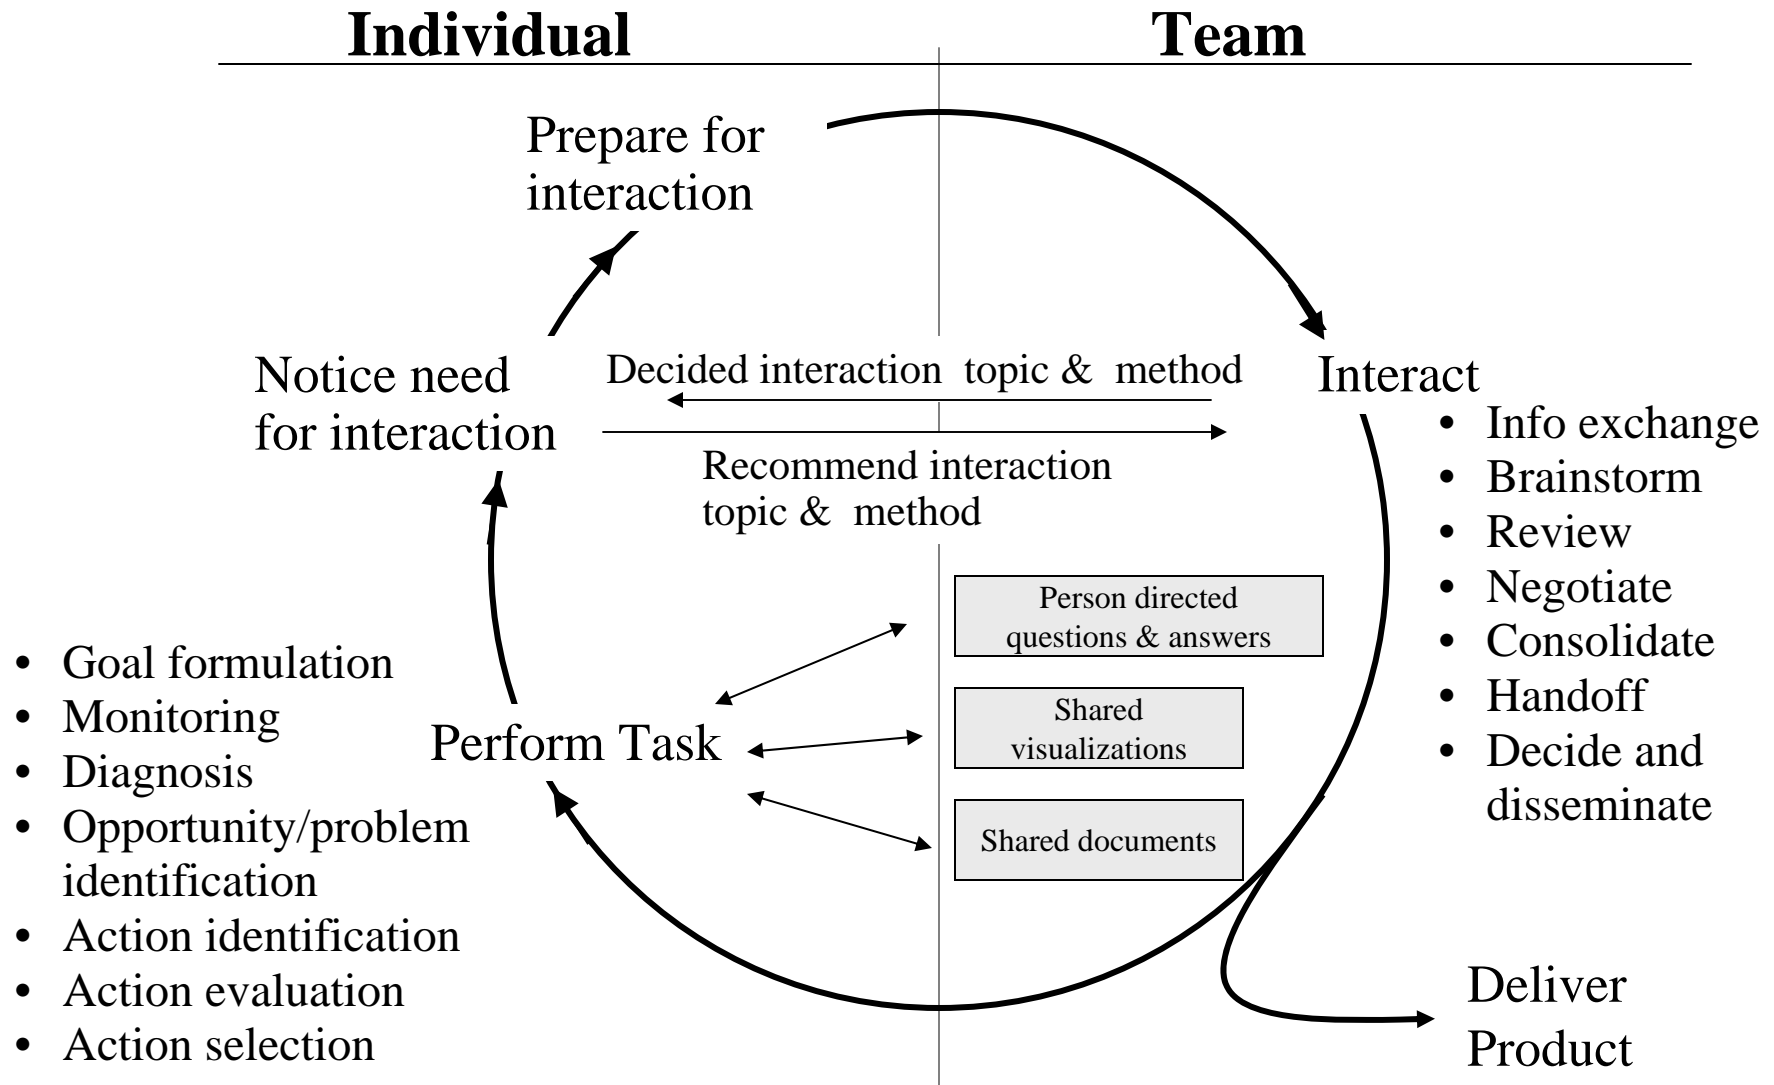 Individual
Team
Prepare for
interaction
Notice need
for interaction
Decided interaction topic & method
Recommend interaction
topic & method
Interact
• Info exchange
• Brainstorm
• Review
• Negotiate
• Consolidate
• Handoff
• Decide and
disseminate
Person directed
questions & answers
Shared
visualizations
Shared documents
Perform Task
• Goal formulation
• Monitoring
• Diagnosis
• Opportunity/problem
identification
• Action identification
• Action evaluation
• Action selection
Deliver
Product